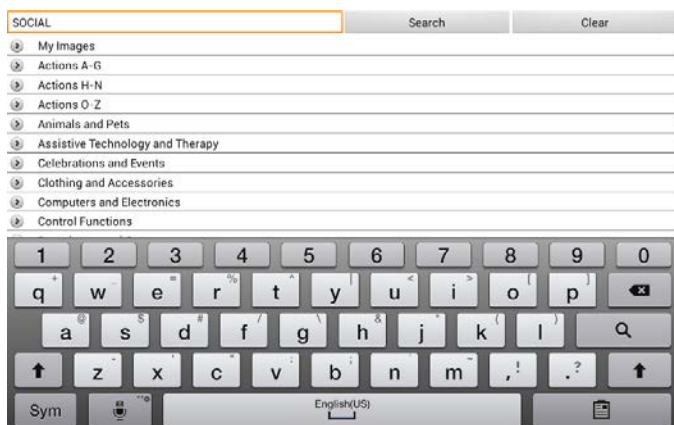 SOCIAL Search Clear
My Images
Actions A-G
Actions H-N
Actions O-Z
Animals and Pets
Assistive Technology and Therapy
Celebrations and Events
Clothing and Accessories
Computers and Electronics
Control Functions
1 2 3 4 5 6 7 8 9 0
q + w e = r % t ^ y | u < i > o [ p ]
a @ s $ d # f / g \ h & j * k ( l )
z x ' c " v : b ; n m ~ , ! . ?
Sym English(US)